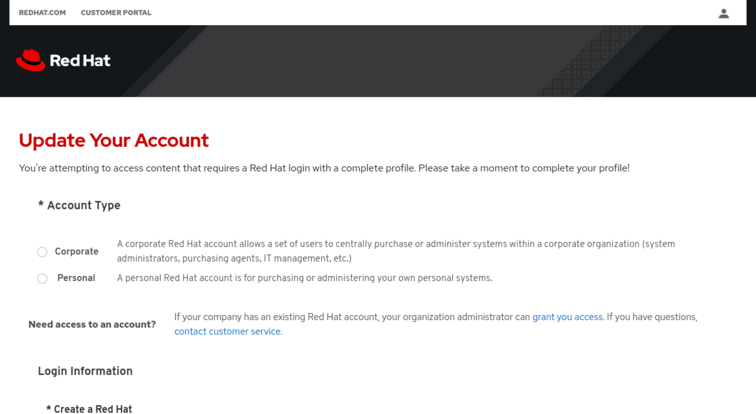 REDHAT.COM CUSTOMER PORTAL
Red Hat
Update Your Account
You're attempting to access content that requires a Red Hat login with a complete profile. Please take a moment to complete your profile!
* Account Type
Corporate
A corporate Red Hat account allows a set of users to centrally purchase or administer systems within a corporate organization (system
administrators, purchasing agents, IT management, etc.)
Personal
A personal Red Hat account is for purchasing or administering your own personal systems.
Need access to an account?
If your company has an existing Red Hat account, your organization administrator can grant you access. If you have questions,
contact customer service.
Login Information
* Create a Red Hat